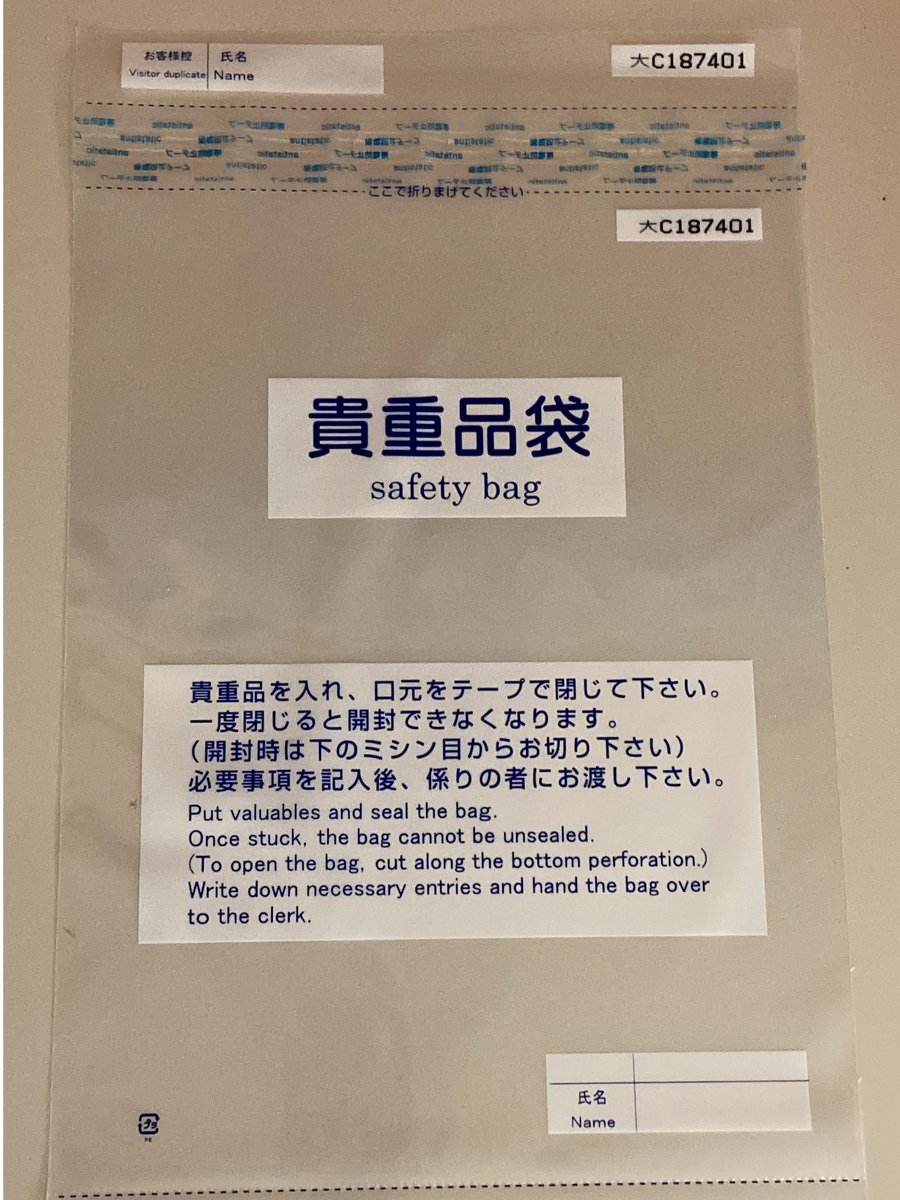 お客様控 氏名
Visitor duplicate Name
大C187401
ここで折りまげてください
大C187401
貴重品袋
safety bag
貴重品を入れ、口元をテープで閉じて下さい。
一度閉じると開封できなくなります。
(開封時は下のミシン目からお切り下さい)
必要事項を記入後、係りの者にお渡し下さい。
Put valuables and seal the bag.
Once stuck, the bag cannot be unsealed.
(To open the bag, cut along the bottom perforation.)
Write down necessary entries and hand the bag over
to the clerk.
氏名
Name
プラ
PE